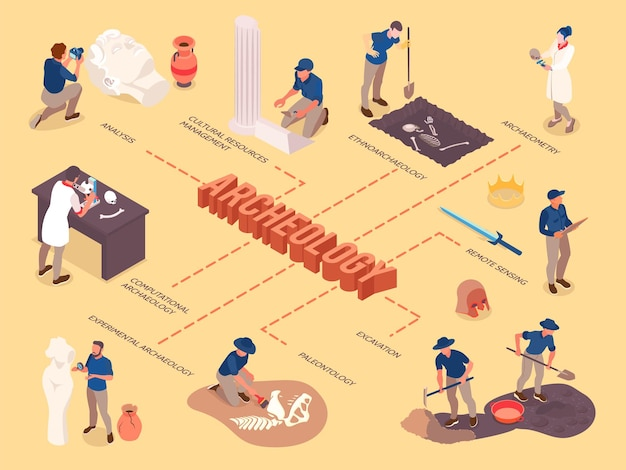 ANALYSIS
CULTURAL RESOURCES
MANAGEMENT
ETHNOARCHAEOLOGY
ARCHAEOMETRY
ARCHEOLOGY
REMOTE SENSING
COMPUTATIONAL
ARCHAEOLOGY
EXPERIMENTAL ARCHAEOLOGY
PALEONTOLOGY
EXCAVATION